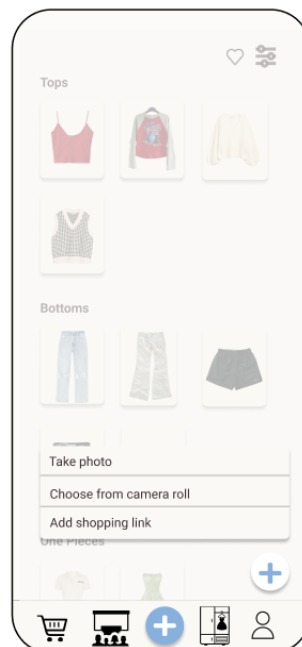 Tops
Bottoms
Take photo
Choose from camera roll
Add shopping link
One Pieces